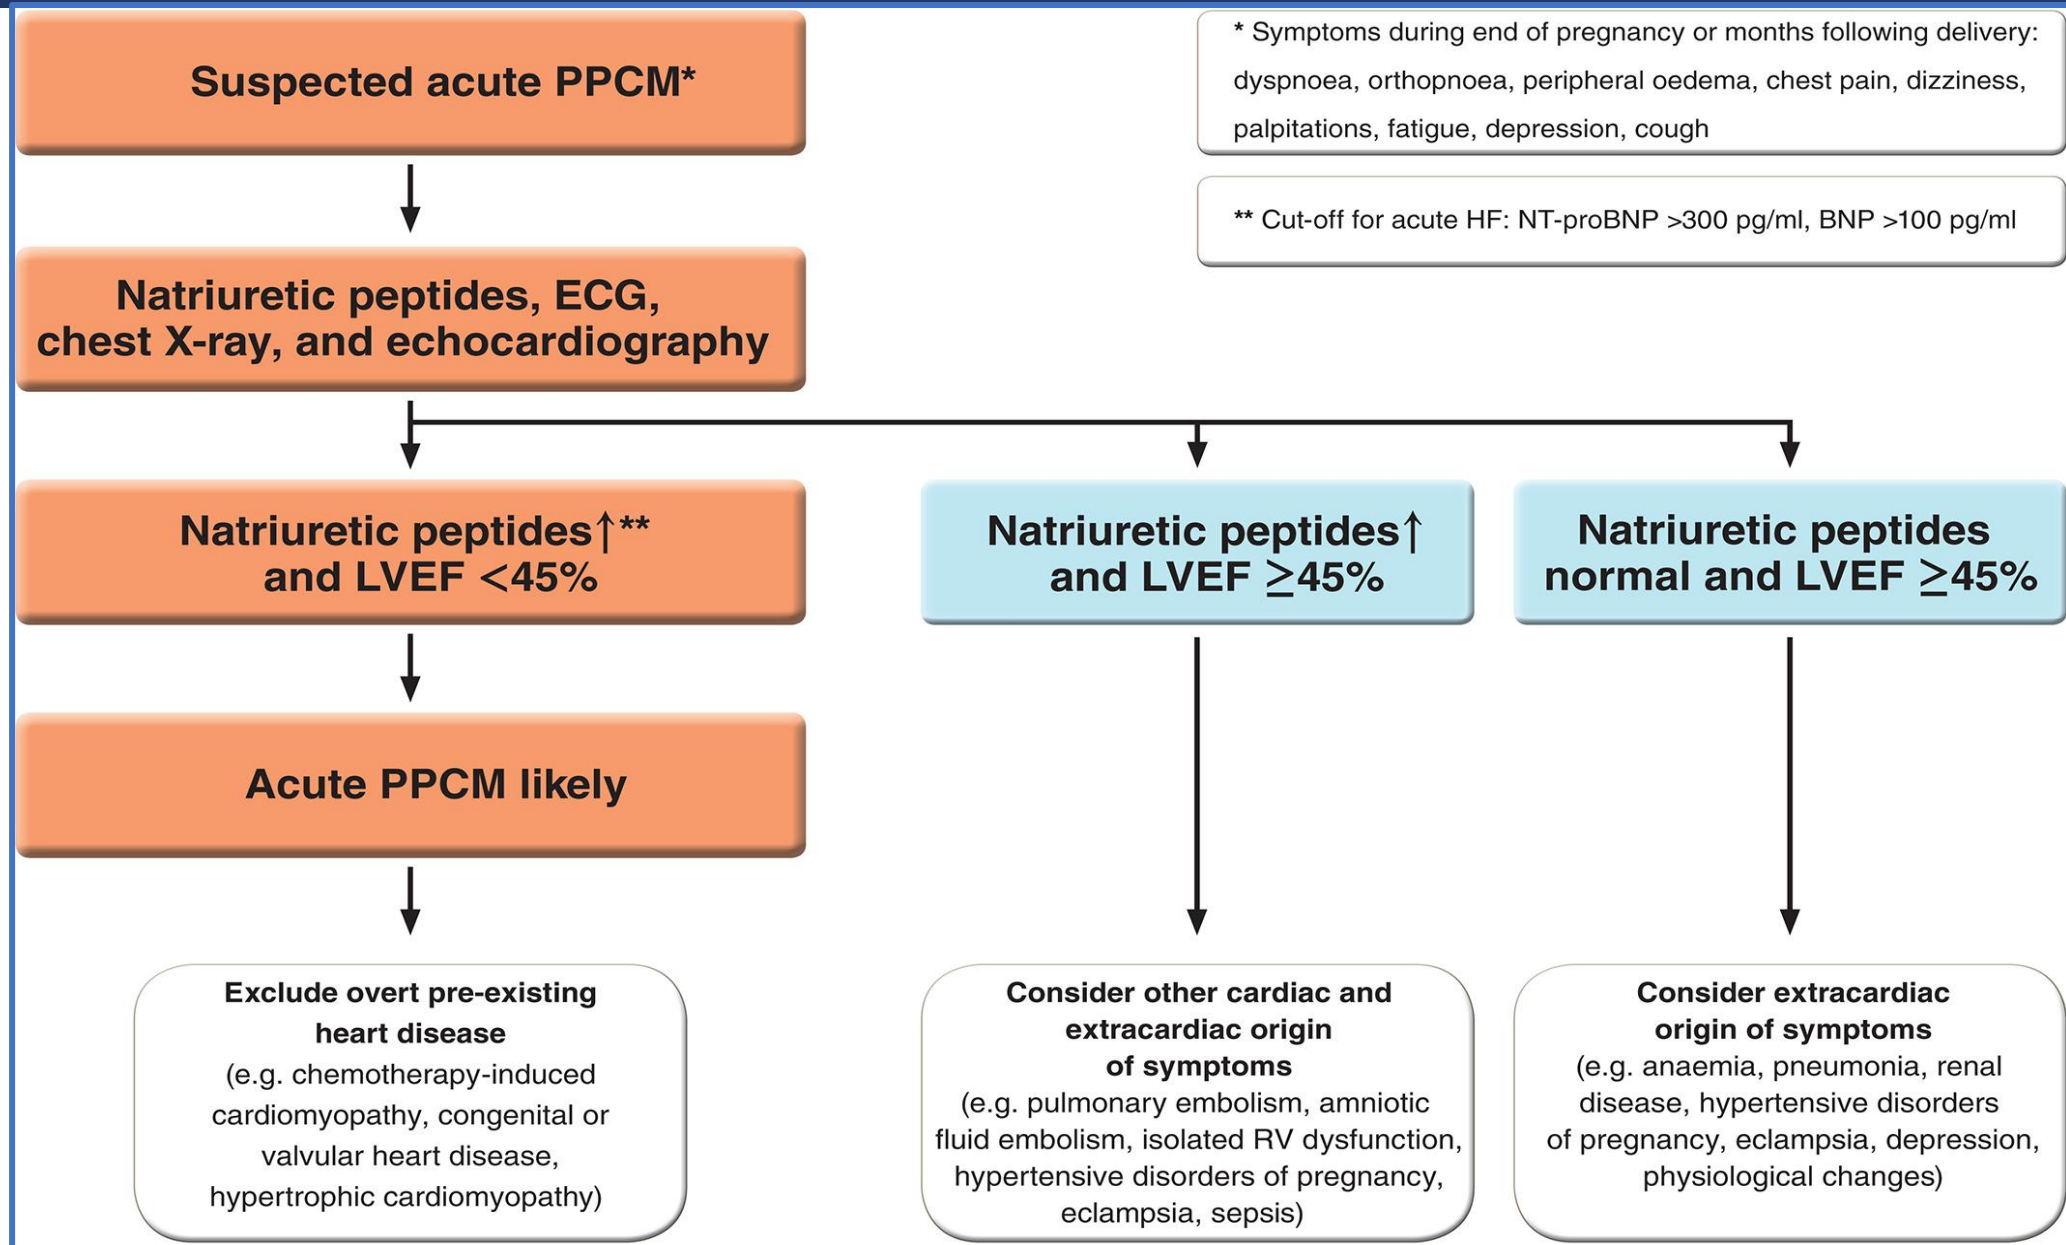 Suspected acute PPCM*
* Symptoms during end of pregnancy or months following delivery:
dyspnoea, orthopnoea, peripheral oedema, chest pain, dizziness,
palpitations, fatigue, depression, cough
** Cut-off for acute HF: NT-proBNP >300 pg/ml, BNP >100 pg/ml
Natriuretic peptides, ECG,
chest X-ray, and echocardiography
Natriuretic peptides↑**
and LVEF <45%
Natriuretic peptides↑
and LVEF ≥45%
Natriuretic peptides
normal and LVEF ≥45%
Acute PPCM likely
Exclude overt pre-existing
heart disease
(e.g. chemotherapy-induced
cardiomyopathy, congenital or
valvular heart disease,
hypertrophic cardiomyopathy)
Consider other cardiac and
extracardiac origin
of symptoms
(e.g. pulmonary embolism, amniotic
fluid embolism, isolated RV dysfunction,
hypertensive disorders of pregnancy,
eclampsia, sepsis)
Consider extracardiac
origin of symptoms
(e.g. anaemia, pneumonia, renal
disease, hypertensive disorders
of pregnancy, eclampsia, depression,
physiological changes)